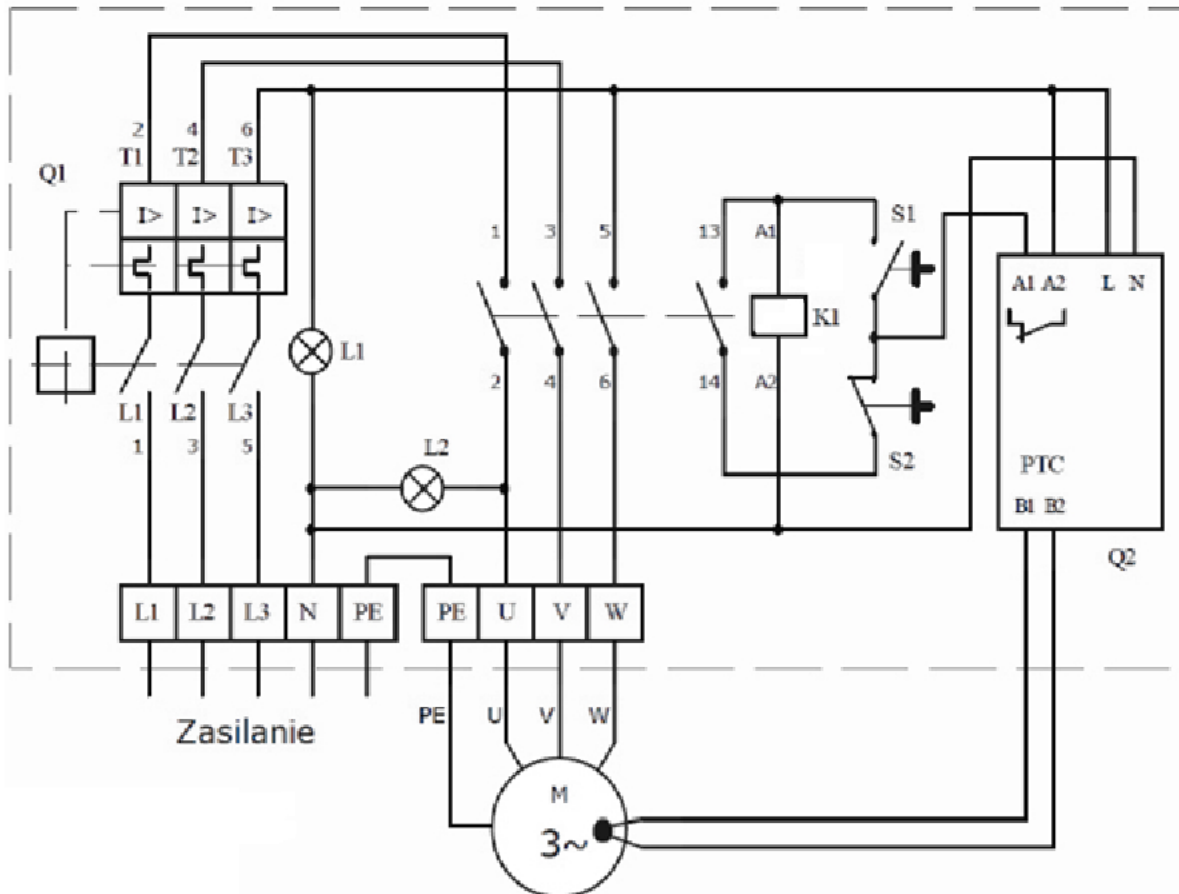 2 4 6
T1 T2 T3
Q1
I> I> I>
L1 L2 L3
1 3 5
L1
L2
1 3 5 13 A1
2 4 6 14 A2
K1
S1
S2
A1 A2 L N
PTC
B1 B2
Q2
L1 L2 L3 N PE PE U V W
Zasilanie
PE U V W
M
3~